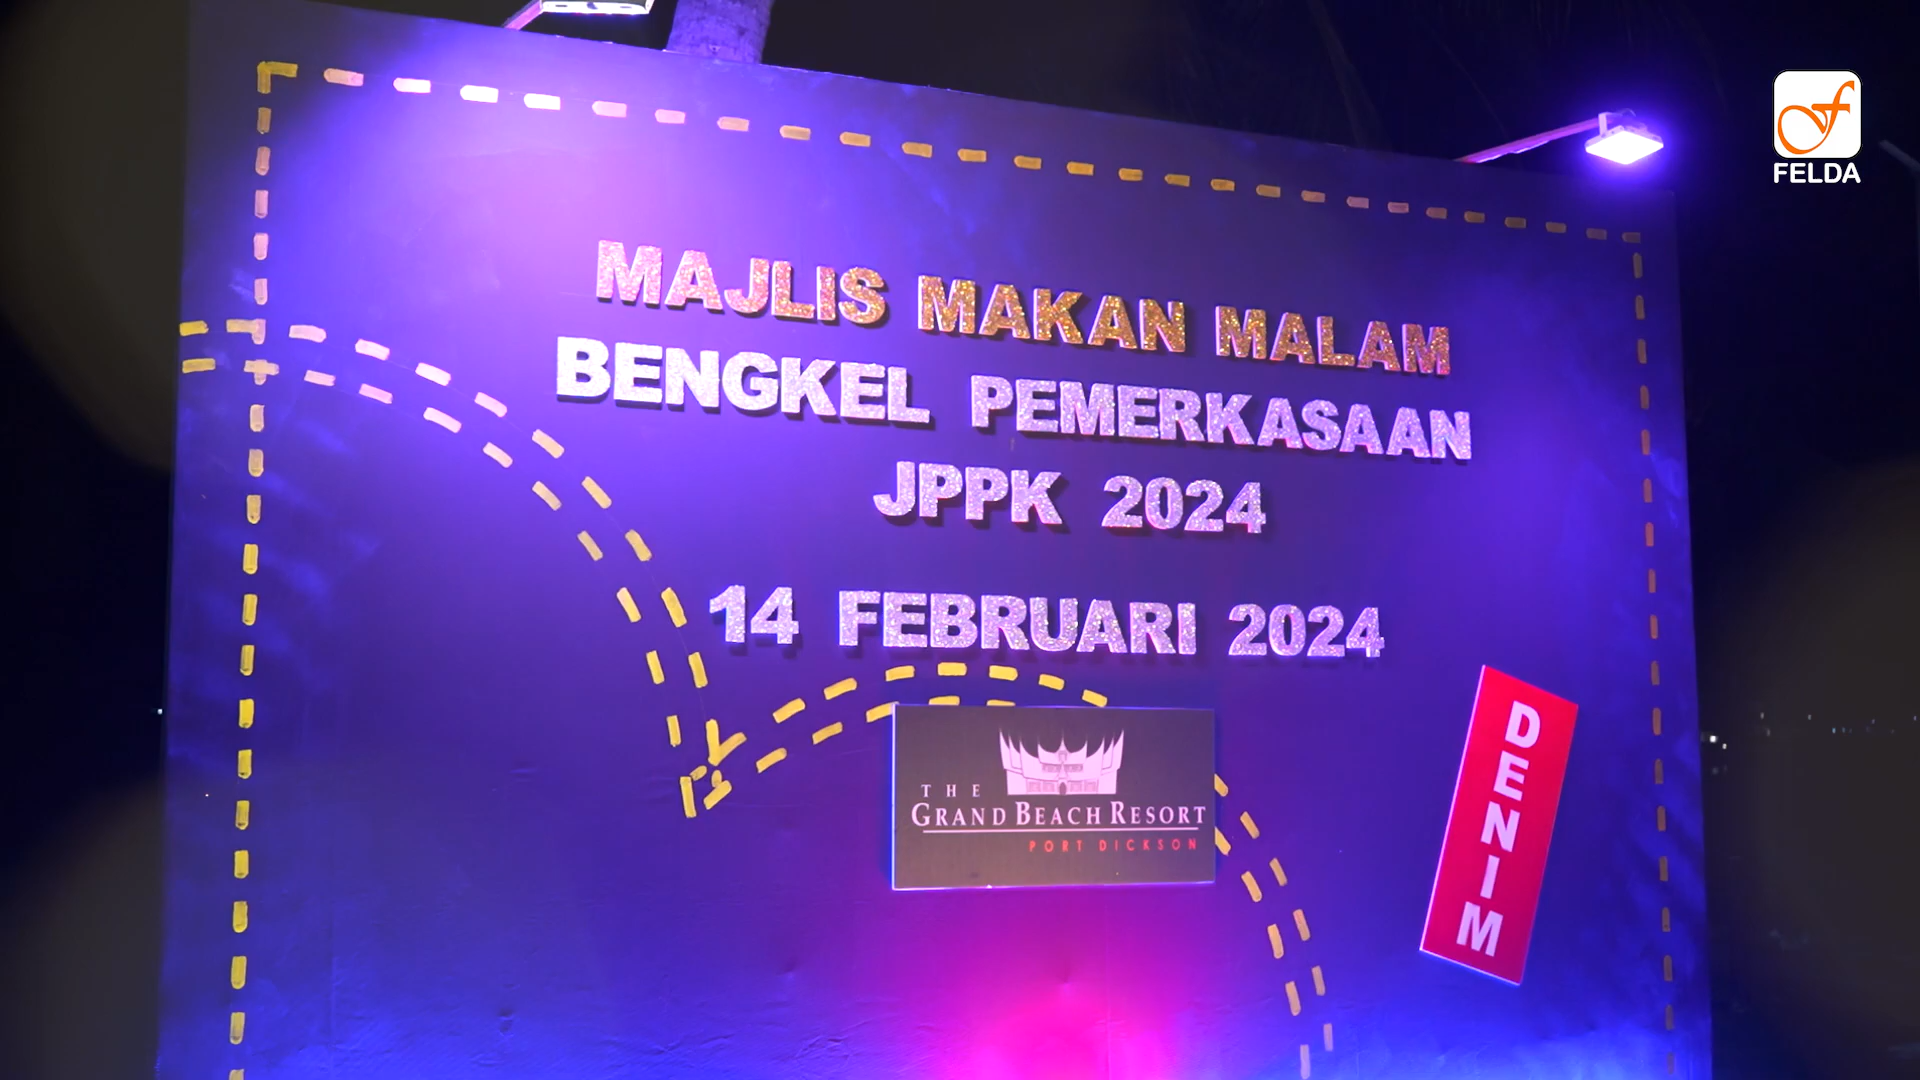 FELDA
MAJLIS MAKAN MALAM
BENGKEL PEMERKASAAN
JPPK 2024
14 FEBRUARI 2024
THE
GRAND BEACH RESORT
PORT DICKSON
DENIM